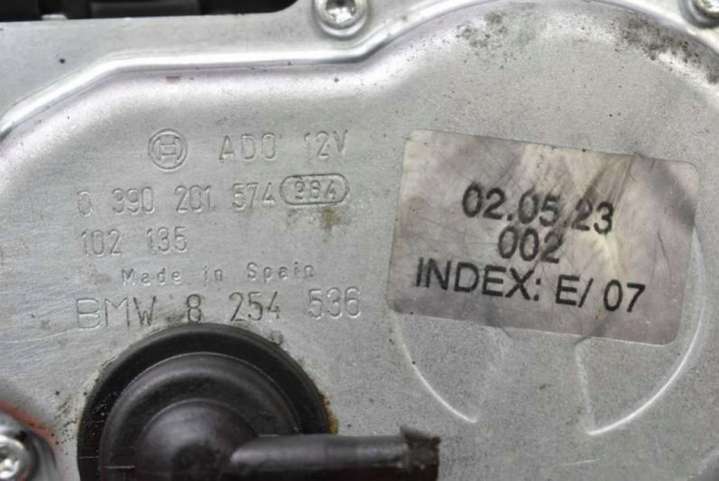 ADO 12V
0 390 201 574 984
102 135
Made in Spain
BMW 8 254 536
02.05.23
002
INDEX: E/07